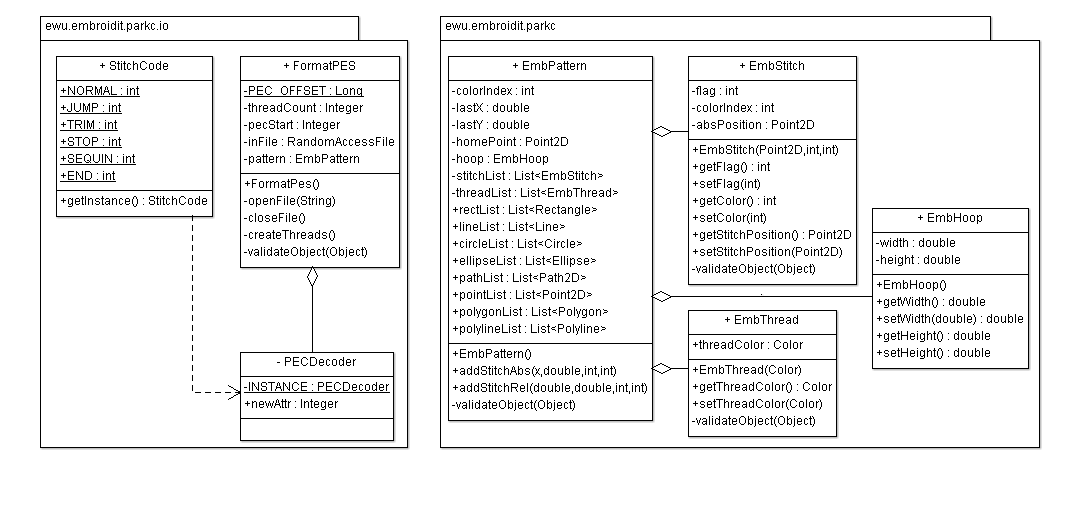 ewu.embroidit.parkc.io
+ StitchCode
+NORMAL : int
+JUMP : int
+TRIM : int
+STOP : int
+SEQUIN : int
+END : int
+getInstance() : StitchCode
+ FormatPES
-PEC_OFFSET : Long
-threadCount : Integer
-pecStart : Integer
-inFile : RandomAccessFile
-pattern : EmbPattern
+FormatPes()
-openFile(String)
-closeFile()
-createThreads()
-validateObject(Object)
- PECDecoder
-INSTANCE : PECDecoder
+newAttr : Integer
ewu.embroidit.parkc
+ EmbPattern
-colorIndex : int
-lastX : double
-lastY : double
-homePoint : Point2D
-hoop : EmbHoop
-stitchList : List<EmbStitch>
-threadList : List<EmbThread>
+rectList : List<Rectangle>
+lineList : List<Line>
+circleList : List<Circle>
+ellipseList : List<Ellipse>
+pathList : List<Path2D>
+pointList : List<Point2D>
+polygonList : List<Polygon>
+polylineList : List<Polyline>
+EmbPattern()
+addStitchAbs(x,double,int,int)
+addStitchRel(double,double,int,int)
-validateObject(Object)
+ EmbStitch
-flag : int
-colorIndex : int
-absPosition : Point2D
+EmbStitch(Point2D,int,int)
+getFlag() : int
+setFlag(int)
+getColor() : int
+setColor(int)
+getStitchPosition() : Point2D
+setStitchPosition(Point2D)
-validateObject(Object)
+ EmbThread
+threadColor : Color
+EmbThread(Color)
+getThreadColor() : Color
+setThreadColor(Color)
-validateObject(Object)
+ EmbHoop
-width : double
-height : double
+EmbHoop()
+getWidth() : double
+setWidth(double) : double
+getHeight() : double
+setHeight() : double